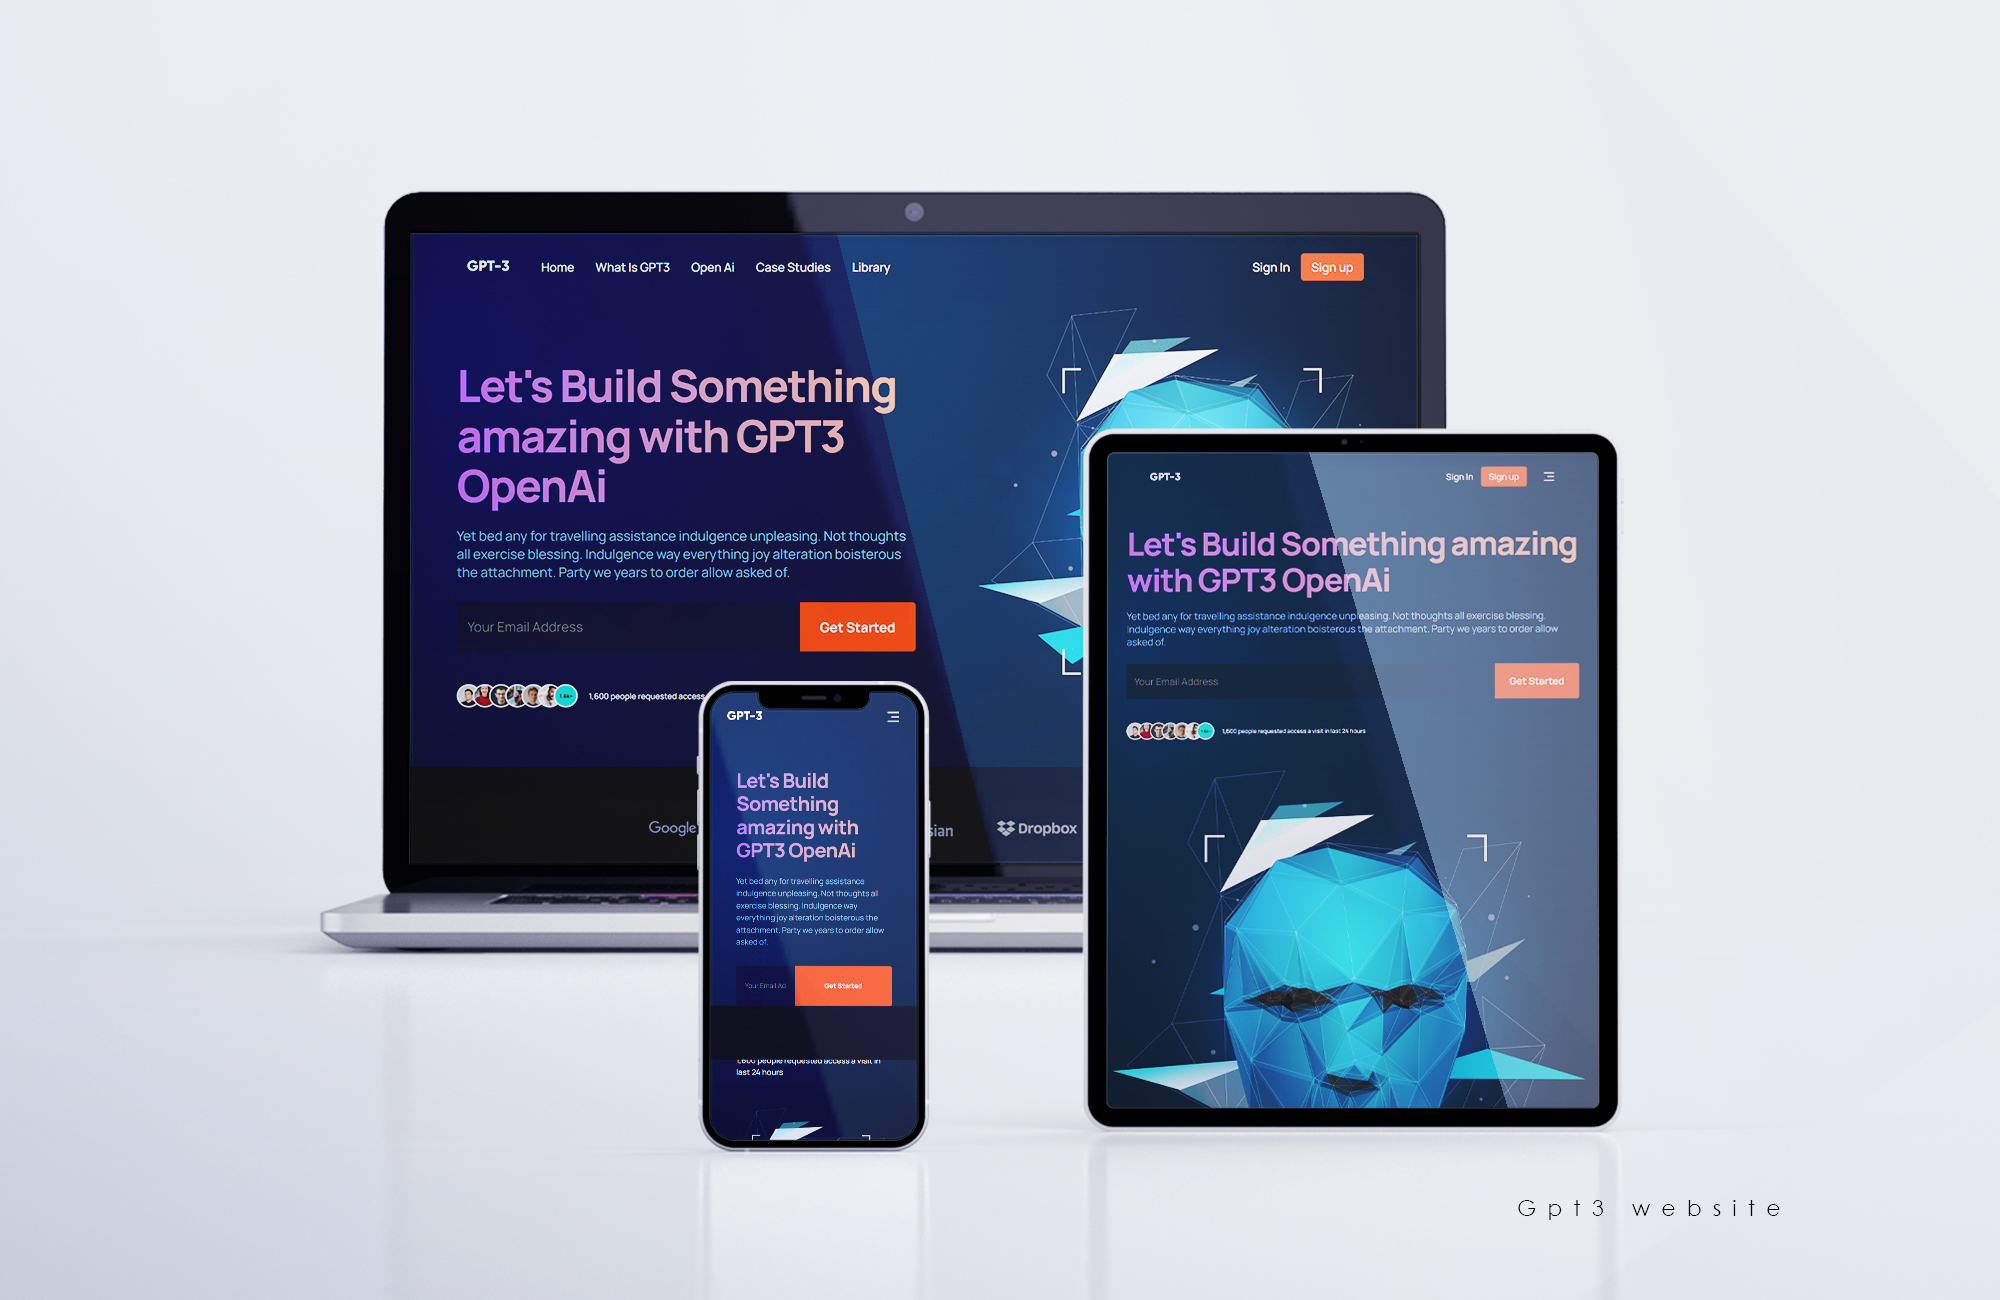 GPT-3 Home What Is GPT3 Open Ai Case Studies Library Sign In Sign up
Let's Build Something
amazing with GPT3
OpenAi
Yet bed any for travelling assistance indulgence unpleasing. Not thoughts
all exercise blessing. Indulgence way everything joy alteration boisterous
the attachment. Party we years to order allow asked of.
Your Email Address Get Started
1,600 people requested access
Google Dropbox
GPT-3
Let's Build
Something
amazing with
GPT3 OpenAi
Yet bed any for travelling assistance
indulgence unpleasing. Not thoughts all
exercise blessing. Indulgence way
everything joy alteration boisterous the
attachment. Party we years to order allow
asked of.
Your Email Ad Get Started
1,600 people requested access a visit in
last 24 hours
GPT-3 Sign In Sign up
Let's Build Something amazing
with GPT3 OpenAi
Yet bed any for travelling assistance indulgence unpleasing. Not thoughts all exercise blessing.
Indulgence way everything joy alteration boisterous the attachment. Party we years to order allow
asked of.
Your Email Address Get Started
1,600 people requested access a visit in last 24 hours
Gpt3 website